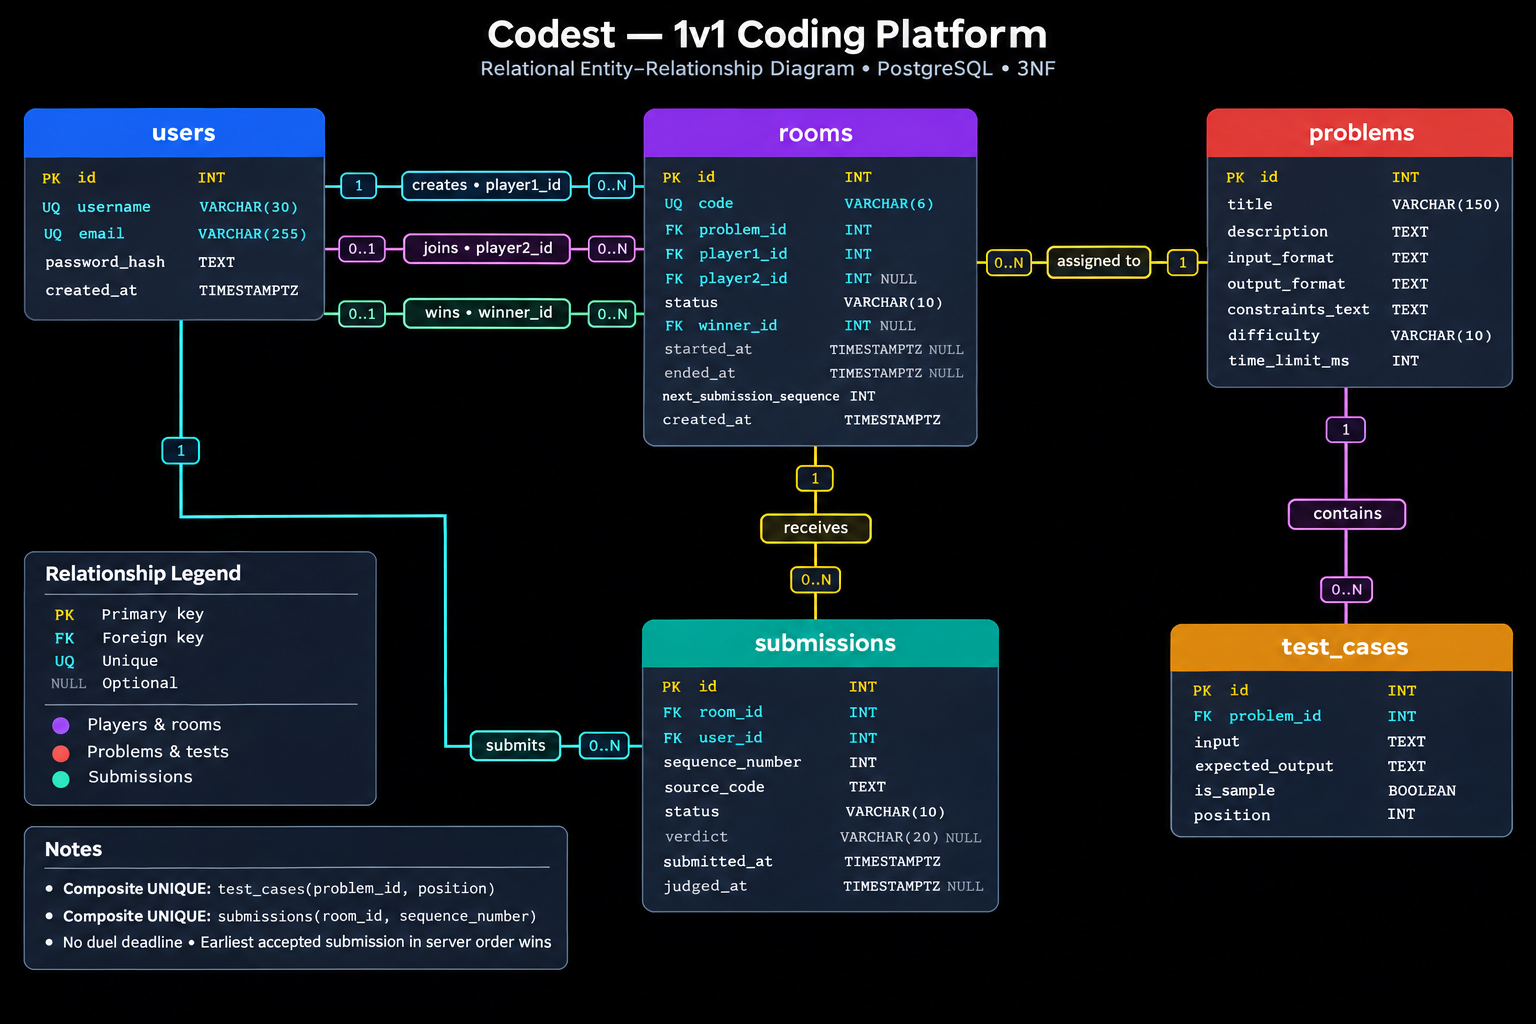 Codest — 1v1 Coding Platform
Relational Entity–Relationship Diagram • PostgreSQL • 3NF
users
PK id INT
UQ username VARCHAR(30)
UQ email VARCHAR(255)
password_hash TEXT
created_at TIMESTAMPTZ
1 creates • player1_id 0..N
0..1 joins • player2_id 0..N
0..1 wins • winner_id 0..N
rooms
PK id INT
UQ code VARCHAR(6)
FK problem_id INT
FK player1_id INT
FK player2_id INT NULL
status VARCHAR(10)
FK winner_id INT NULL
started_at TIMESTAMPTZ NULL
ended_at TIMESTAMPTZ NULL
next_submission_sequence INT
created_at TIMESTAMPTZ
0..N assigned to 1
problems
PK id INT
title VARCHAR(150)
description TEXT
input_format TEXT
output_format TEXT
constraints_text TEXT
difficulty VARCHAR(10)
time_limit_ms INT
1
contains
0..N
1
receives
0..N
1
submits 0..N
submissions
PK id INT
FK room_id INT
FK user_id INT
sequence_number INT
source_code TEXT
status VARCHAR(10)
verdict VARCHAR(20) NULL
submitted_at TIMESTAMPTZ
judged_at TIMESTAMPTZ NULL
test_cases
PK id INT
FK problem_id INT
input TEXT
expected_output TEXT
is_sample BOOLEAN
position INT
Relationship Legend
PK Primary key
FK Foreign key
UQ Unique
NULL Optional
Players & rooms
Problems & tests
Submissions
Notes
• Composite UNIQUE: test_cases(problem_id, position)
• Composite UNIQUE: submissions(room_id, sequence_number)
• No duel deadline • Earliest accepted submission in server order wins